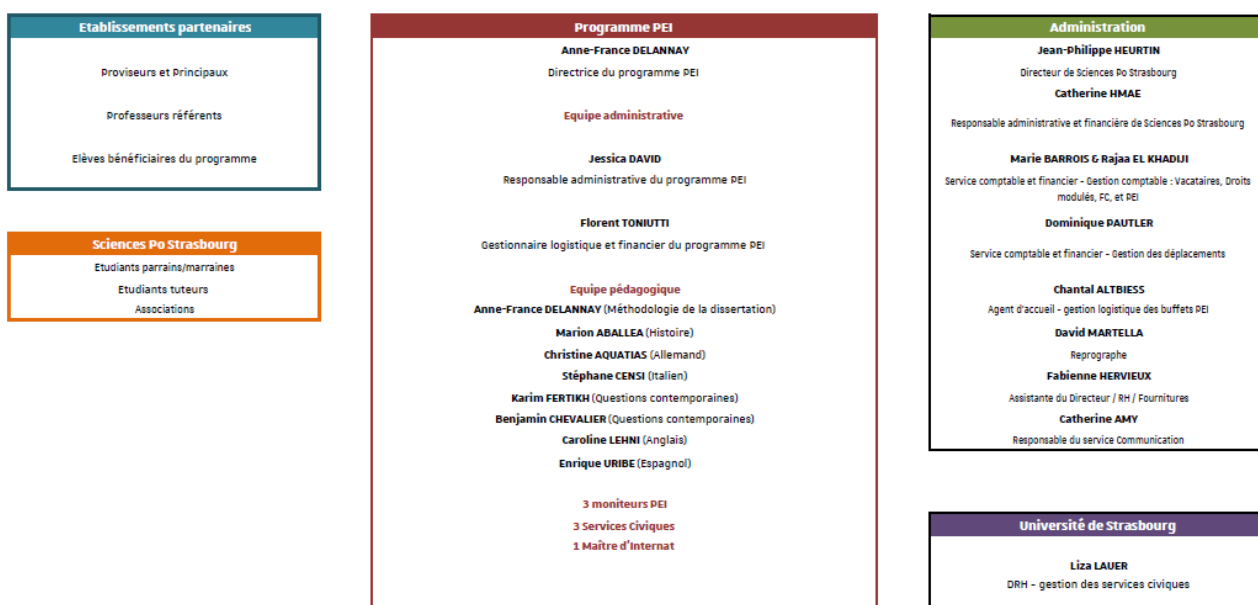 Etablissements partenaires
Proviseurs et Principaux
Professeurs référents
Elèves bénéficiaires du programme
Sciences Po Strasbourg
Etudiants parrains/marraines
Etudiants tuteurs
Associations
Programme PEI
Anne-France DELANNAY
Directrice du programme PEI
Equipe administrative
Jessica DAVID
Responsable administrative du programme PEI
Florent TONIUTTI
Gestionnaire logistique et financier du programme PEI
Equipe pédagogique
Anne-France DELANNAY (Méthodologie de la dissertation)
Marion ABALLEA (Histoire)
Christine AQUATIAS (Allemand)
Stéphane CENSI (Italien)
Karim FERTIKH (Questions contemporaines)
Benjamin CHEVALIER (Questions contemporaines)
Caroline LEHNI (Anglais)
Enrique URIBE (Espagnol)
3 moniteurs PEI
3 Services Civiques
1 Maître d'Internat
Administration
Jean-Philippe HEURTIN
Directeur de Sciences Po Strasbourg
Catherine HMAE
Responsable administrative et financière de Sciences Po Strasbourg
Marie BARROIS & Rajaa EL KHADIJI
Service comptable et financier - Gestion comptable : Vacataires, Droits
modulés, FC, et PEI
Dominique PAUTLER
Service comptable et financier - Gestion des déplacements
Chantal ALTBIESS
Agent d'accueil - gestion logistique des buffets PEI
David MARTELLA
Reprographe
Fabienne HERVIEUX
Assistante du Directeur / RH / Fournitures
Catherine AMY
Responsable du service Communication
Université de Strasbourg
Liza LAUER
DRH - gestion des services civiques